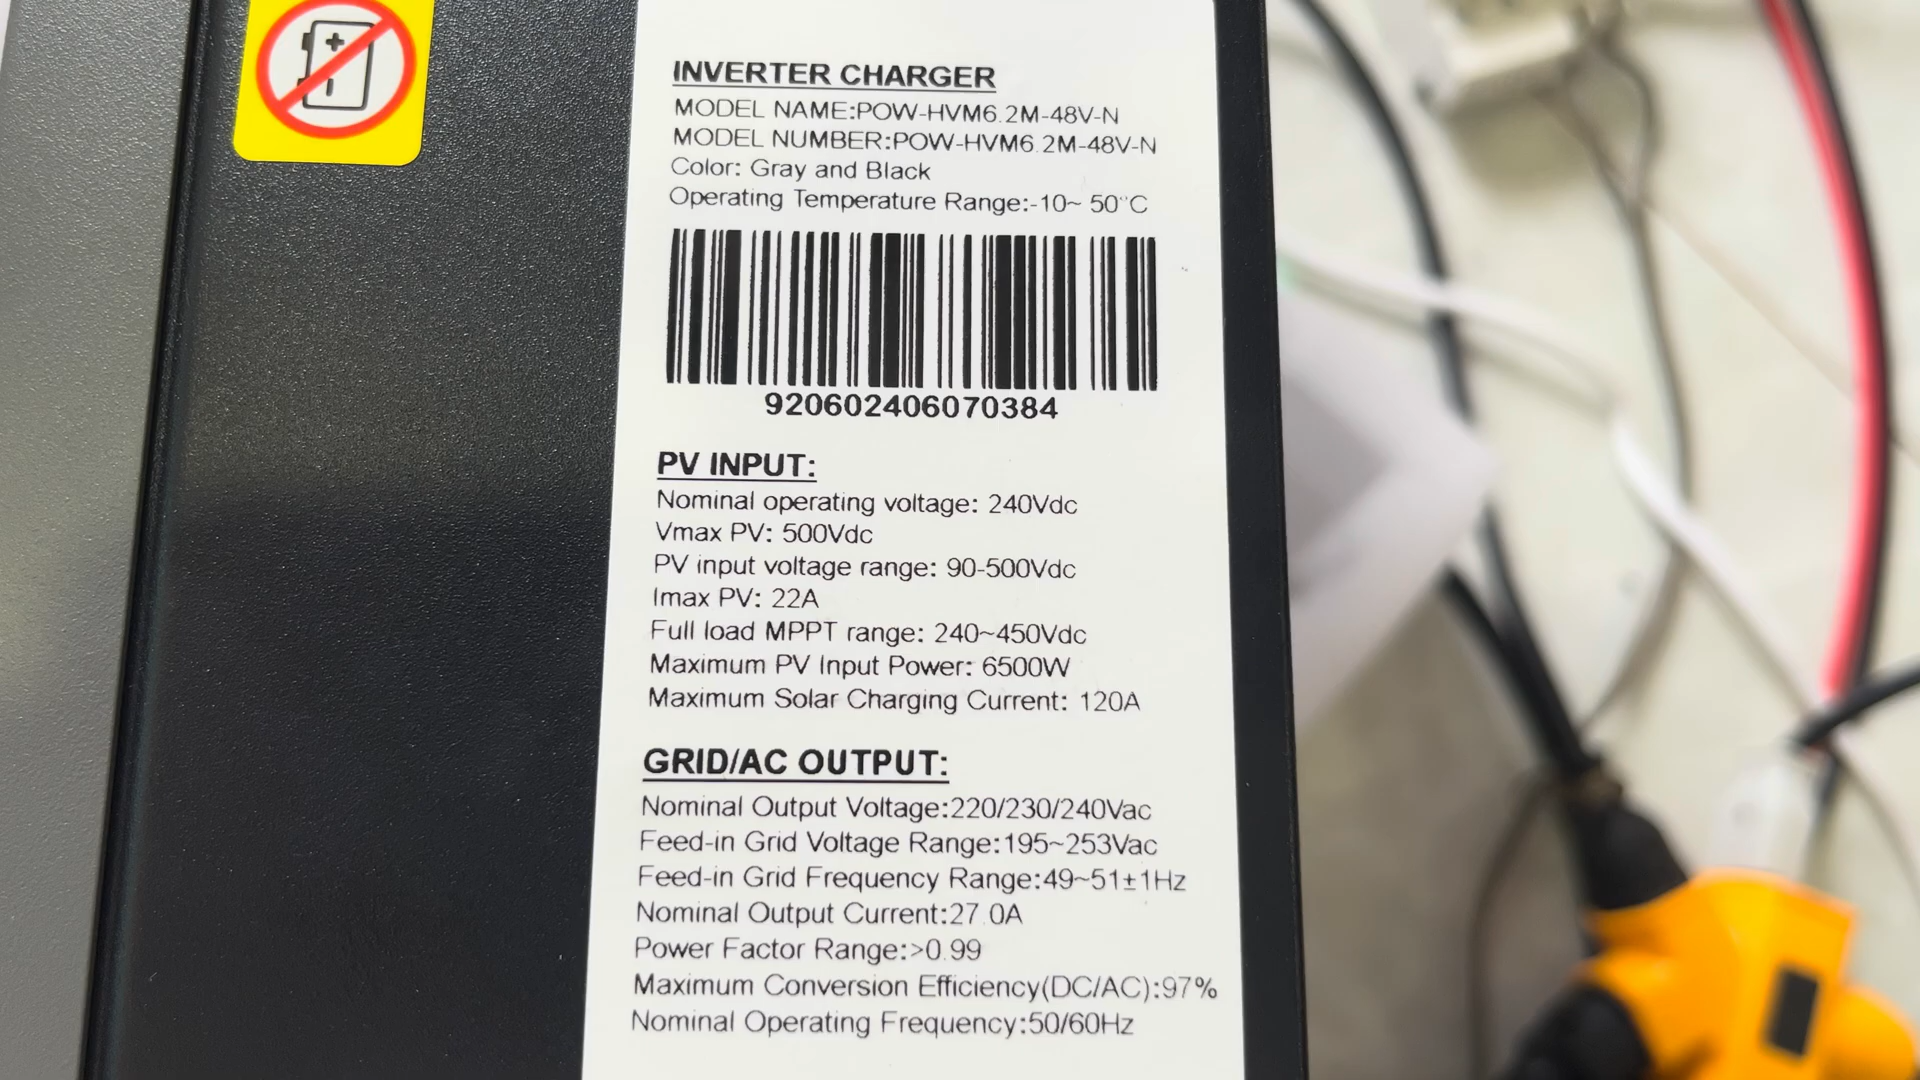 INVERTER CHARGER
MODEL NAME:POW-HVM6.2M-48V-N
MODEL NUMBER:POW-HVM6.2M-48V-N
Color: Gray and Black
Operating Temperature Range:-10~ 50°C
920602406070384
PV INPUT:
Nominal operating voltage: 240Vdc
Vmax PV: 500Vdc
PV input voltage range: 90-500Vdc
Imax PV: 22A
Full load MPPT range: 240~450Vdc
Maximum PV Input Power: 6500W
Maximum Solar Charging Current: 120A
GRID/AC OUTPUT:
Nominal Output Voltage:220/230/240Vac
Feed-in Grid Voltage Range:195~253Vac
Feed-in Grid Frequency Range:49~51±1Hz
Nominal Output Current:27.0A
Power Factor Range:>0.99
Maximum Conversion Efficiency(DC/AC):97%
Nominal Operating Frequency:50/60Hz